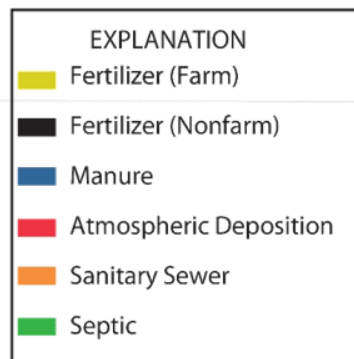 EXPLANATION
Fertilizer (Farm)
Fertilizer (Nonfarm)
Manure
Atmospheric Deposition
Sanitary Sewer
Septic